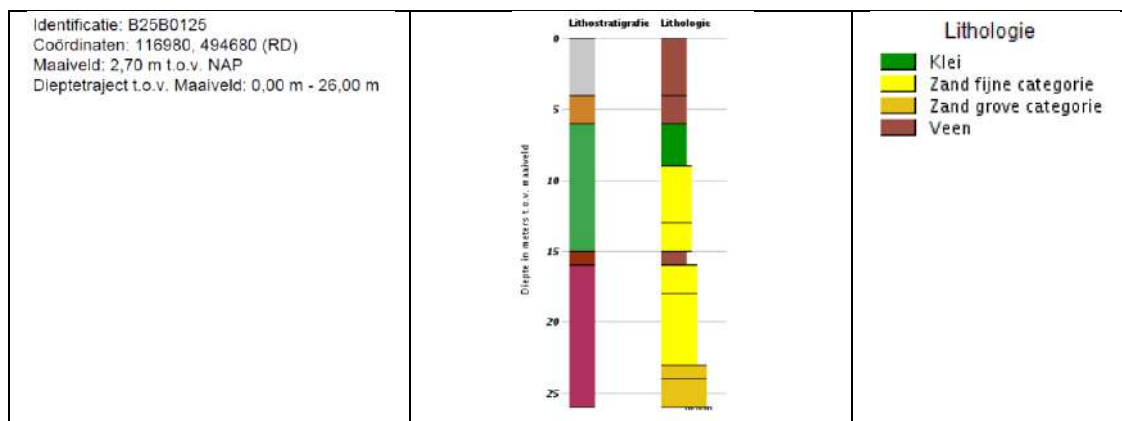 Identificatie: B25B0125
Coördinaten: 116980, 494680 (RD)
Maaiveld: 2,70 m t.o.v. NAP
Dieptetraject t.o.v. Maaiveld: 0,00 m - 26,00 m
Lithostratigrafie Lithologie
Diepte in meters t.o.v. maaiveld
0
5
10
15
20
25
Lithologie
Klei
Zand fijne categorie
Zand grove categorie
Veen